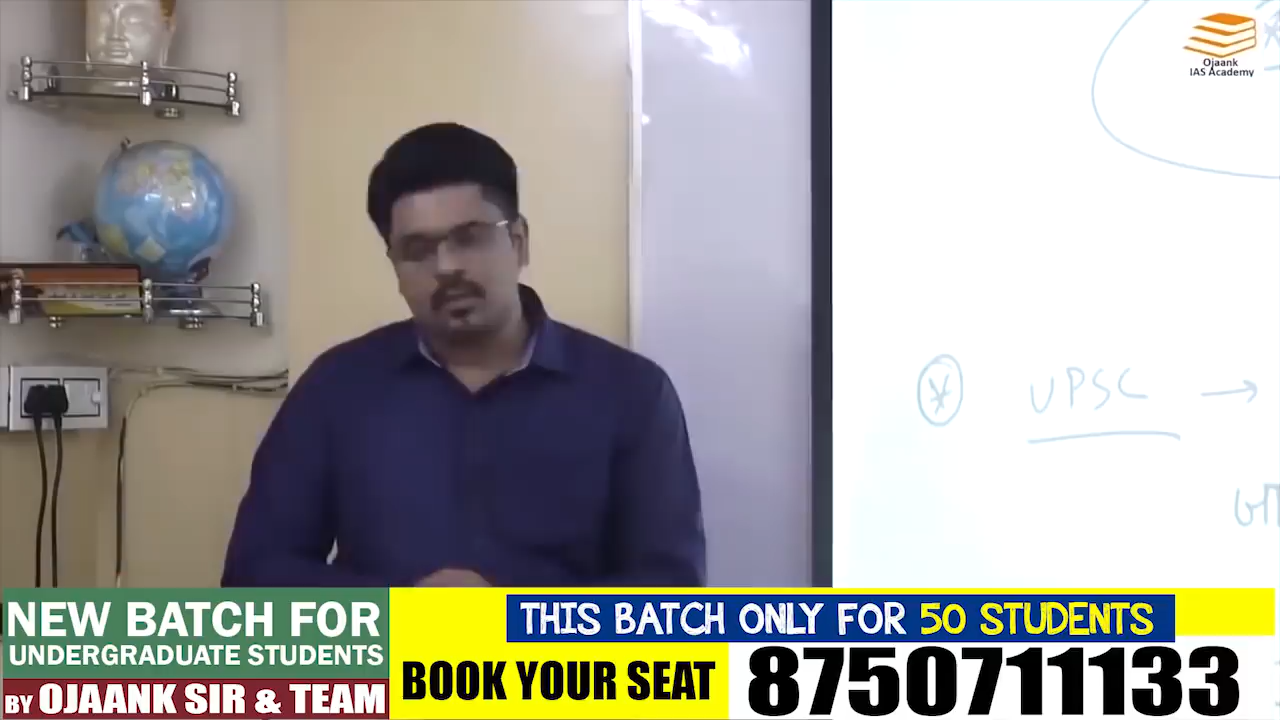 Ojaank
IAS Academy
UPSC →
NEW BATCH FOR
UNDERGRADUATE STUDENTS
BY OJAANK SIR & TEAM
THIS BATCH ONLY FOR 50 STUDENTS
BOOK YOUR SEAT
8750711133